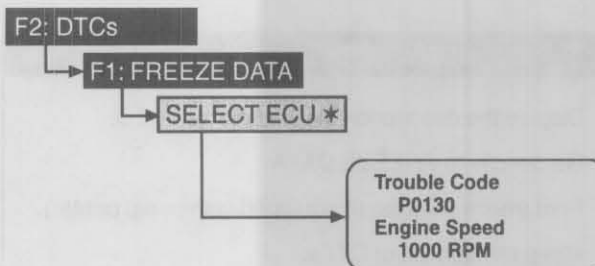 F2: DTCs
F1: FREEZE DATA
SELECT ECU *
Trouble Code
P0130
Engine Speed
1000 RPM